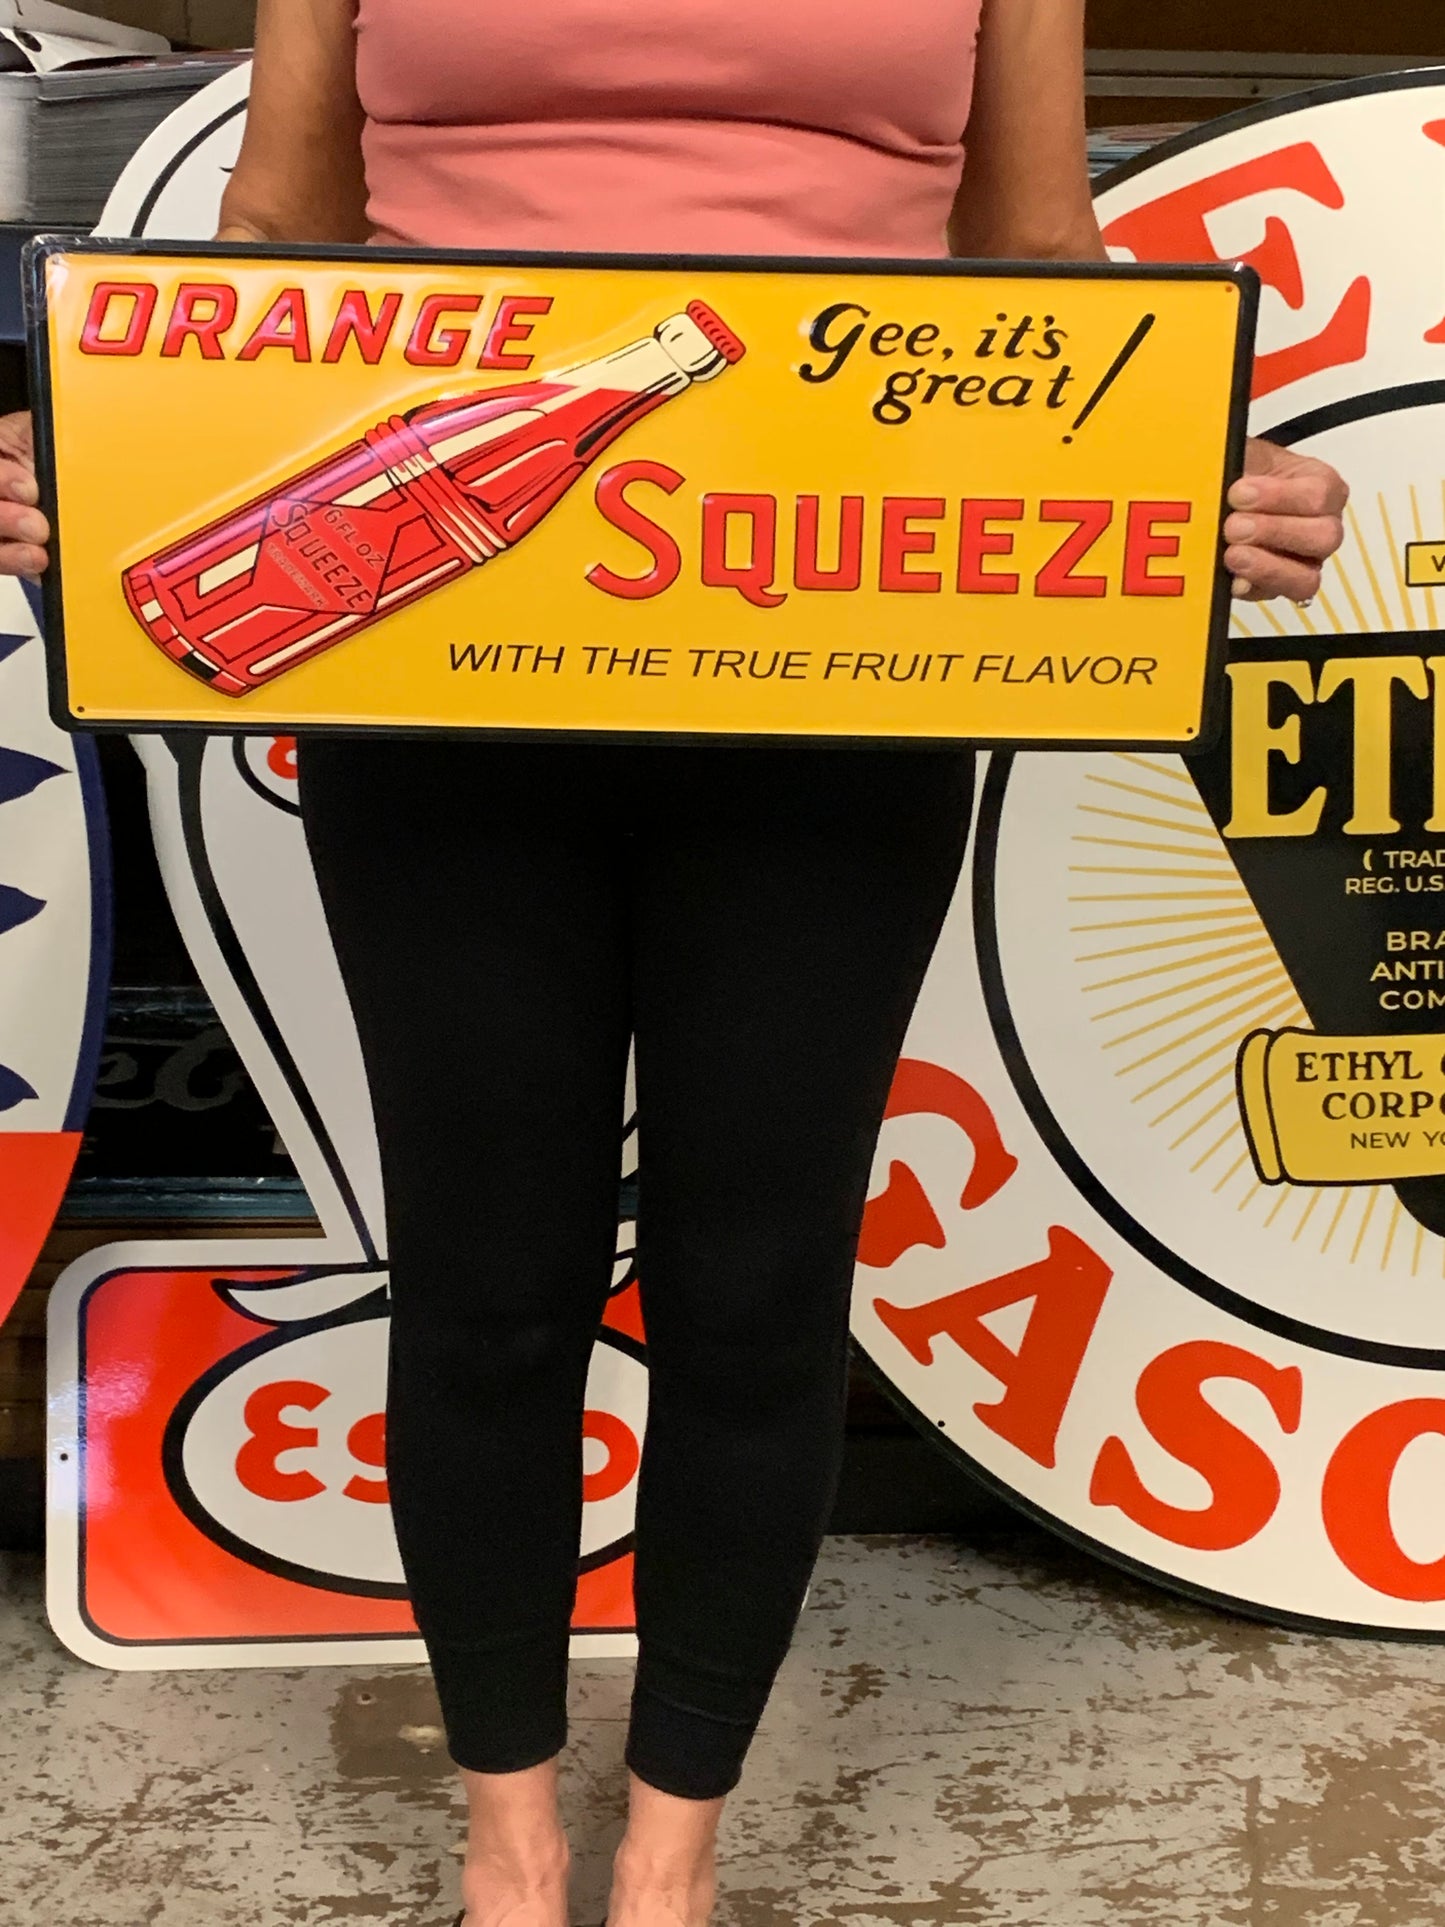 ORANGE
Gee, it's
great!
SQUEEZE
6 FL OZ
SQUEEZE
WITH THE TRUE FRUIT FLAVOR
( TRAD
REG. U.S.
BRA
ANTI
COM
ETHYL
CORPO
NEW YO
Esso
GASO